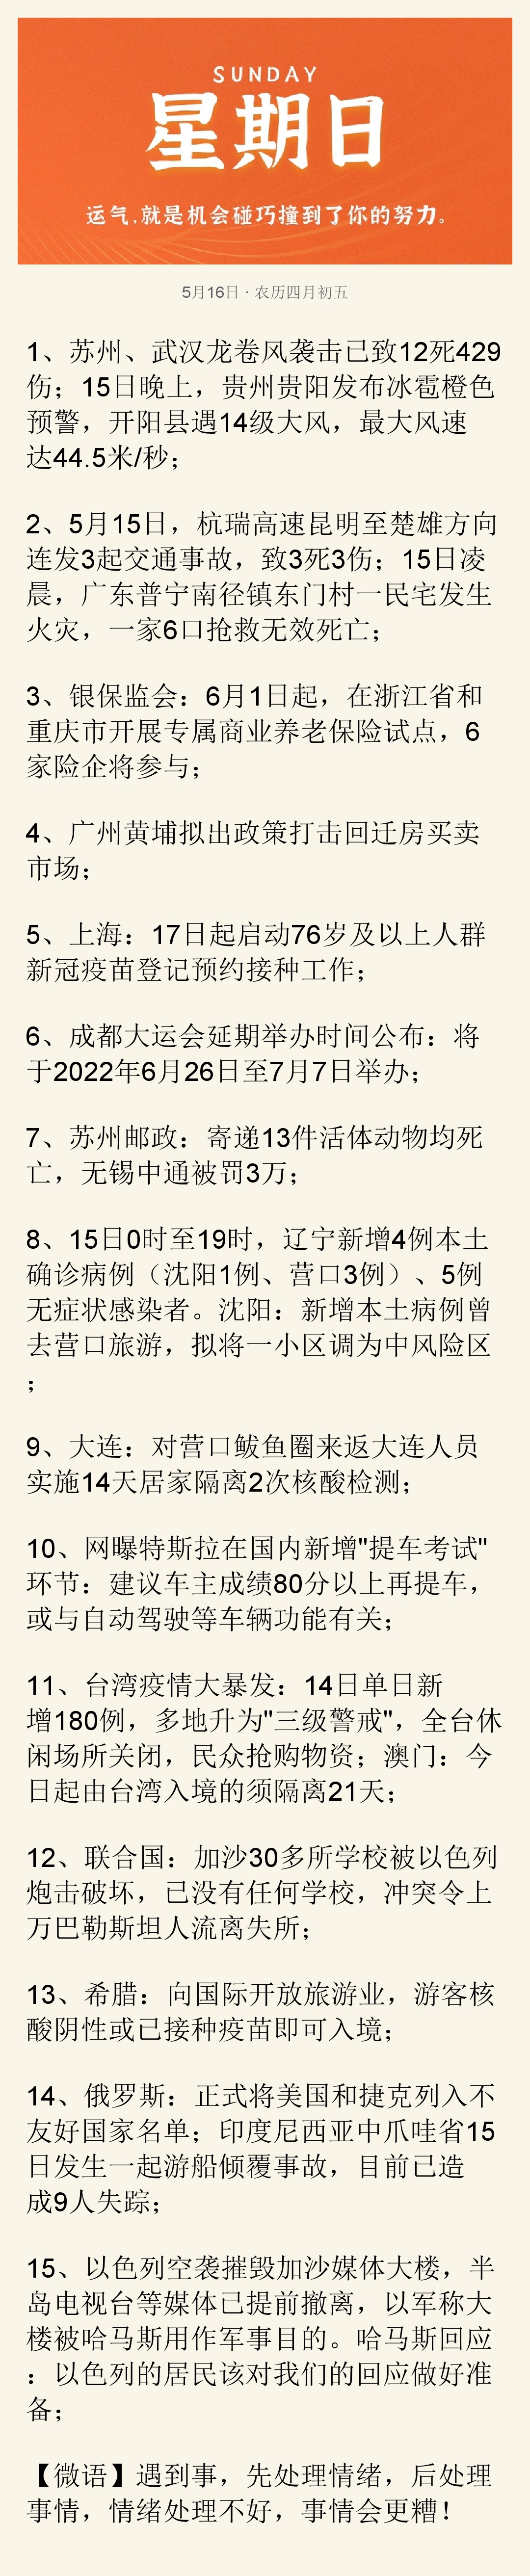 SUNDAY
星期日
运气,就是机会碰巧撞到了你的努力。
5月16日 · 农历四月初五
1、苏州、武汉龙卷风袭击已致12死429
伤；15日晚上，贵州贵阳发布冰雹橙色
预警，开阳县遇14级大风，最大风速
达44.5米/秒；
2、5月15日，杭瑞高速昆明至楚雄方向
连发3起交通事故，致3死3伤；15日凌
晨，广东普宁南径镇东门村一民宅发生
火灾，一家6口抢救无效死亡；
3、银保监会：6月1日起，在浙江省和
重庆市开展专属商业养老保险试点，6
家险企将参与；
4、广州黄埔拟出政策打击回迁房买卖
市场；
5、上海：17日起启动76岁及以上人群
新冠疫苗登记预约接种工作；
6、成都大运会延期举办时间公布：将
于2022年6月26日至7月7日举办；
7、苏州邮政：寄递13件活体动物均死
亡，无锡中通被罚3万；
8、15日0时至19时，辽宁新增4例本土
确诊病例（沈阳1例、营口3例）、5例
无症状感染者。沈阳：新增本土病例曾
去营口旅游，拟将一小区调为中风险区
；
9、大连：对营口鲅鱼圈来返大连人员
实施14天居家隔离2次核酸检测；
10、网曝特斯拉在国内新增"提车考试"
环节：建议车主成绩80分以上再提车，
或与自动驾驶等车辆功能有关；
11、台湾疫情大暴发：14日单日新
增180例，多地升为"三级警戒"，全台休
闲场所关闭，民众抢购物资；澳门：今
日起由台湾入境的须隔离21天；
12、联合国：加沙30多所学校被以色列
炮击破坏，已没有任何学校，冲突令上
万巴勒斯坦人流离失所；
13、希腊：向国际开放旅游业，游客核
酸阴性或已接种疫苗即可入境；
14、俄罗斯：正式将美国和捷克列入不
友好国家名单；印度尼西亚中爪哇省15
日发生一起游船倾覆事故，目前已造
成9人失踪；
15、以色列空袭摧毁加沙媒体大楼，半
岛电视台等媒体已提前撤离，以军称大
楼被哈马斯用作军事目的。哈马斯回应
：以色列的居民该对我们的回应做好准
备；
【微语】遇到事，先处理情绪，后处理
事情，情绪处理不好，事情会更糟！